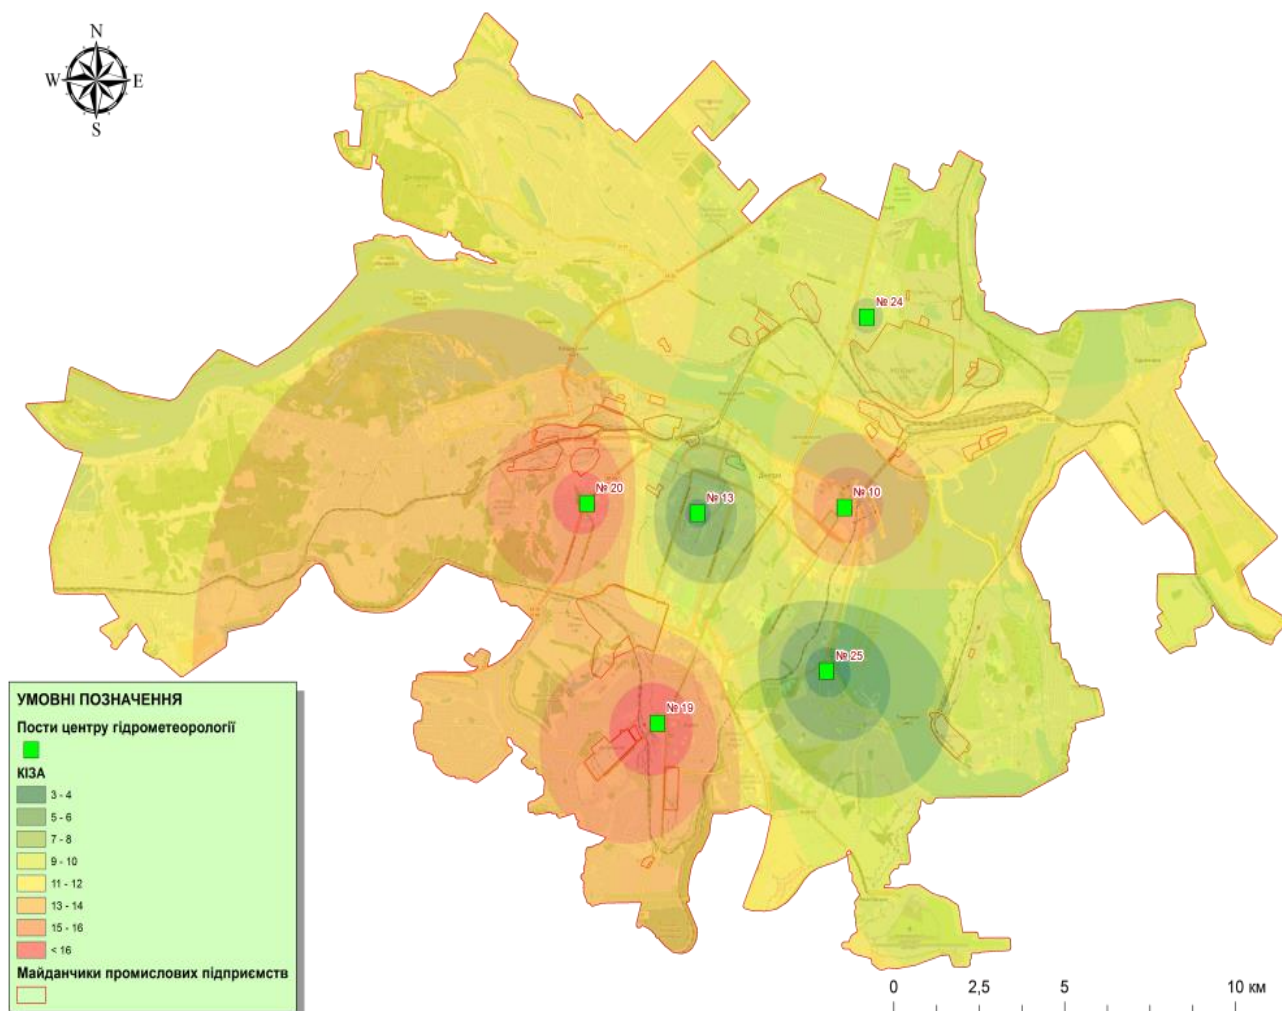 N
W E
S
№ 24
№ 20
№ 13
№ 10
№ 25
№ 19
УМОВНІ ПОЗНАЧЕННЯ
Пости центру гідрометеорології
КІЗА
3 - 4
5 - 6
7 - 8
9 - 10
11 - 12
13 - 14
15 - 16
< 16
Майданчики промислових підприємств
0 2,5 5 10 км